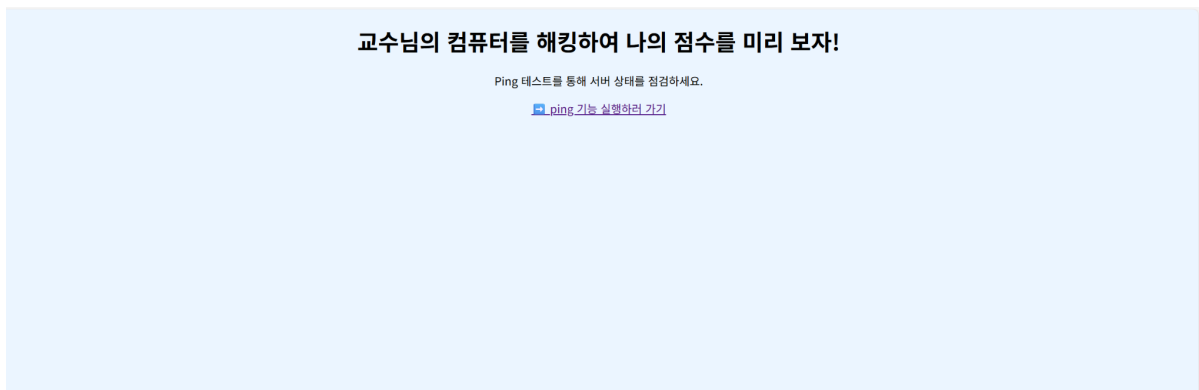 교수님의 컴퓨터를 해킹하여 나의 점수를 미리 보자!
Ping 테스트를 통해 서버 상태를 점검하세요.
➡️ ping 기능 실행하러 가기